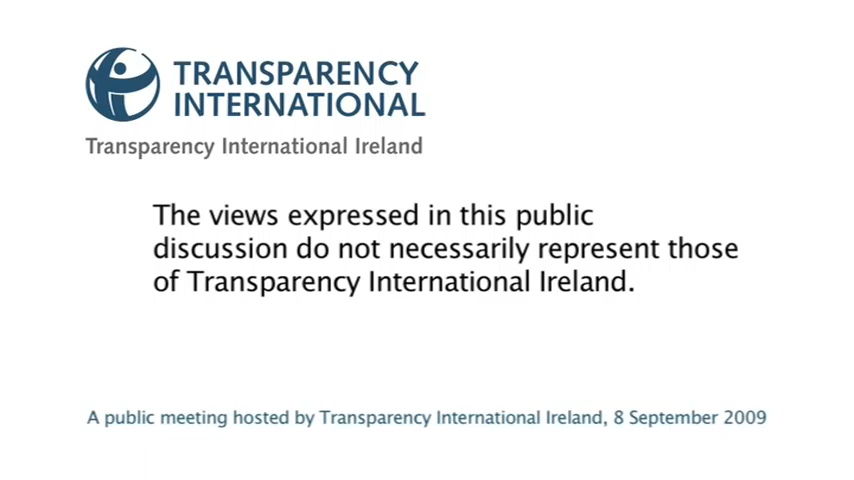 TRANSPARENCY
INTERNATIONAL
Transparency International Ireland
The views expressed in this public
discussion do not necessarily represent those
of Transparency International Ireland.
A public meeting hosted by Transparency International Ireland, 8 September 2009